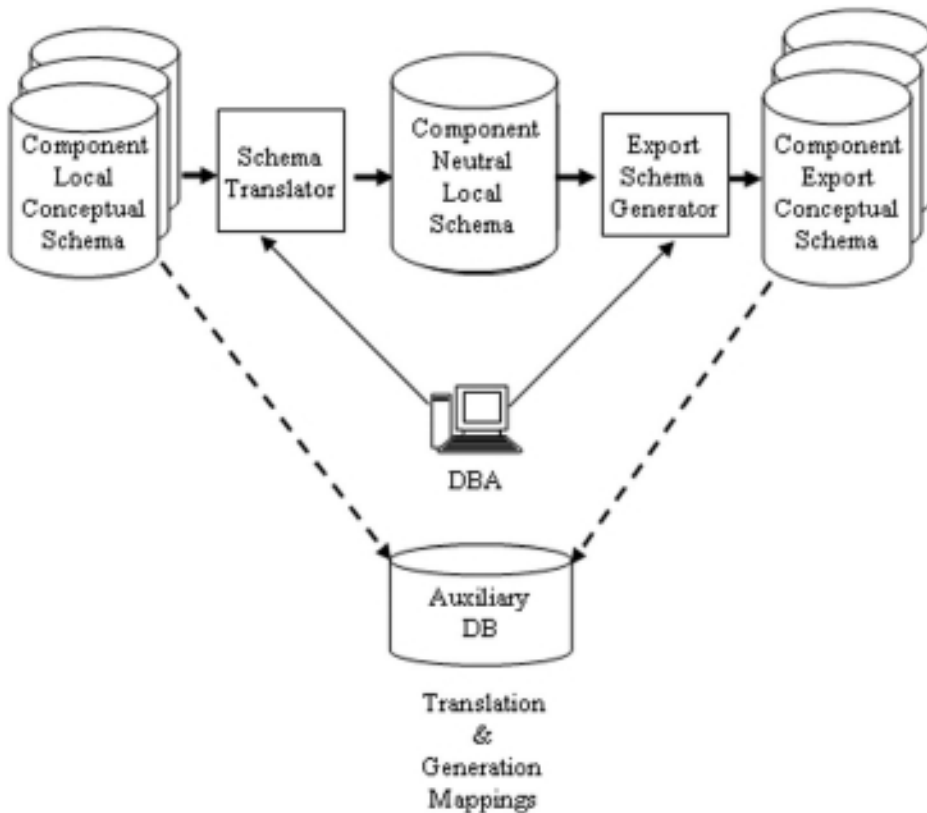 Component
Local
Conceptual
Schema
Schema
Translator
Component
Neutral
Local
Schema
Export
Schema
Generator
Component
Export
Conceptual
Schema
DBA
Auxiliary
DB
Translation
&
Generation
Mappings